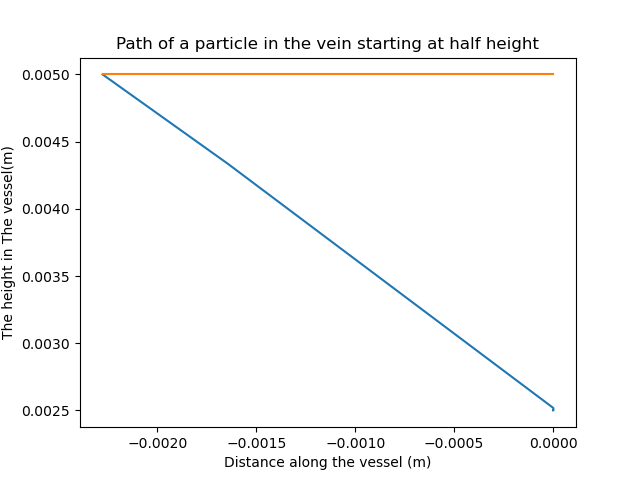 Path of a particle in the vein starting at half height
0.0050
0.0045
0.0040
0.0035
0.0030
0.0025
The height in The vessel(m)
−0.0020 −0.0015 −0.0010 −0.0005 0.0000
Distance along the vessel (m)